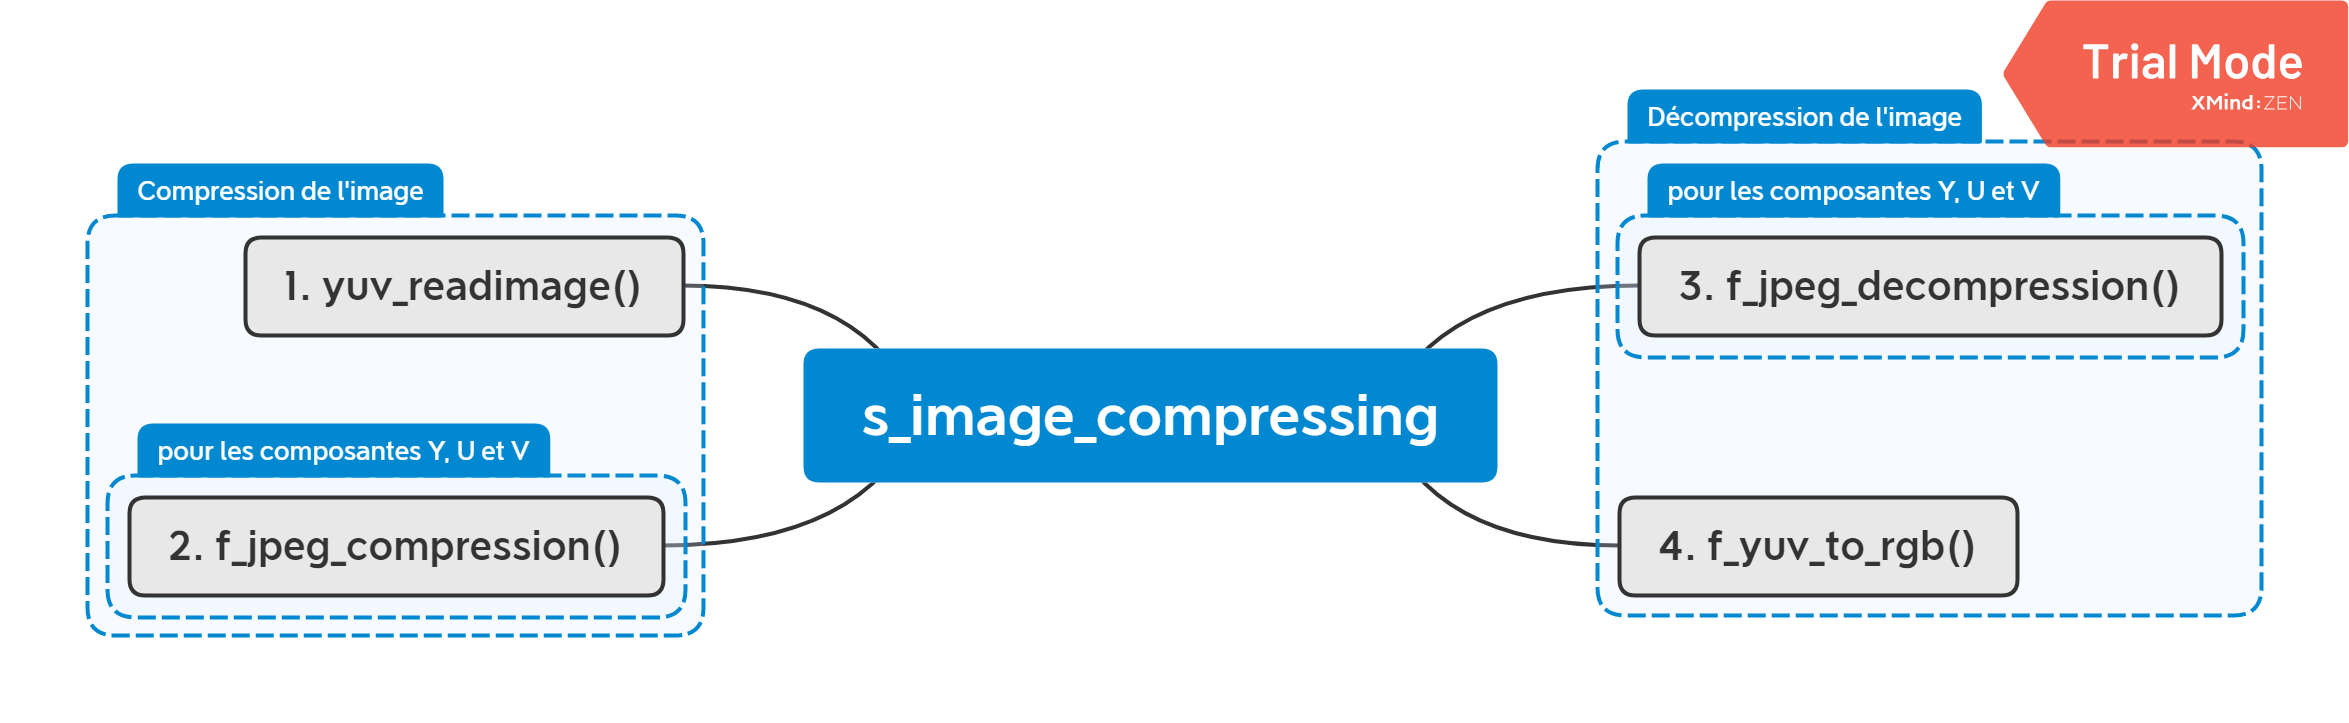 Trial Mode
XMind:ZEN
Compression de l'image
1. yuv_readimage()
pour les composantes Y, U et V
2. f_jpeg_compression()
s_image_compressing
Décompression de l'image
pour les composantes Y, U et V
3. f_jpeg_decompression()
4. f_yuv_to_rgb()